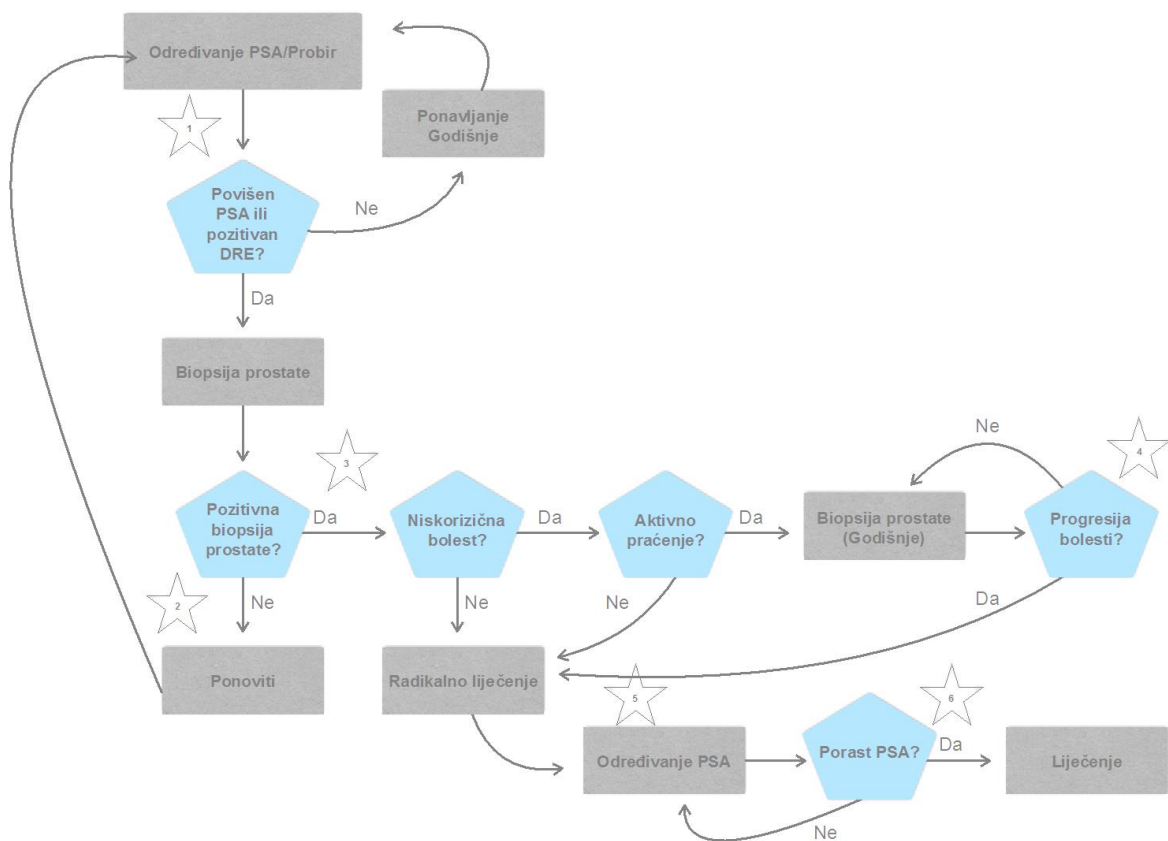 Određivanje PSA/Probir
Ponavljanje
Godišnje
1
Povišen
PSA ili
pozitivan
DRE?
Ne
Da
Biopsija prostate
3
Pozitivna
biopsija
prostate?
Da
Niskorizična
bolest?
Da
Aktivno
praćenje?
Da
Biopsija prostate
(Godišnje)
Ne
4
Progresija
bolesti?
2
Ne
Ne
Ne
Da
Ponoviti
Radikalno liječenje
5
6
Određivanje PSA
Porast PSA?
Da
Liječenje
Ne